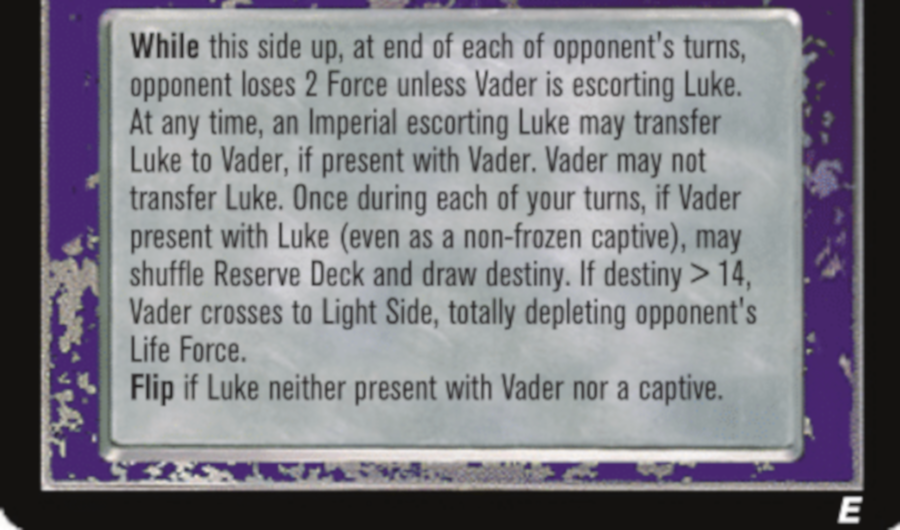 While this side up, at end of each of opponent's turns,
opponent loses 2 Force unless Vader is escorting Luke.
At any time, an Imperial escorting Luke may transfer
Luke to Vader, if present with Vader. Vader may not
transfer Luke. Once during each of your turns, if Vader
present with Luke (even as a non-frozen captive), may
shuffle Reserve Deck and draw destiny. If destiny > 14,
Vader crosses to Light Side, totally depleting opponent's
Life Force.
Flip if Luke neither present with Vader nor a captive.
E